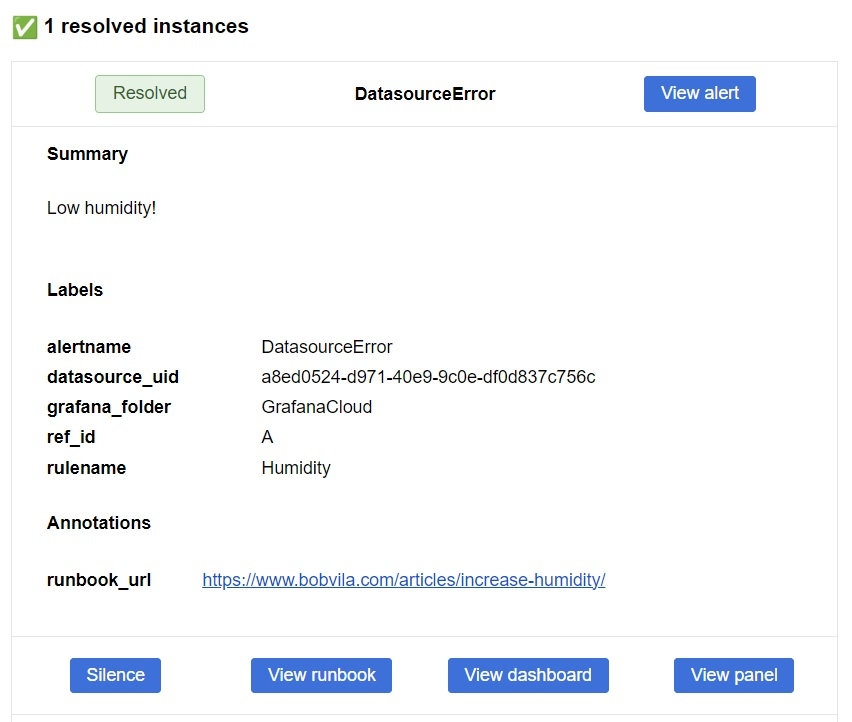 ✅ 1 resolved instances
Resolved DatasourceError View alert
Summary
Low humidity!
Labels
alertname DatasourceError
datasource_uid a8ed0524-d971-40e9-9c0e-df0d837c756c
grafana_folder GrafanaCloud
ref_id A
rulename Humidity
Annotations
runbook_url https://www.bobvila.com/articles/increase-humidity/
Silence View runbook View dashboard View panel